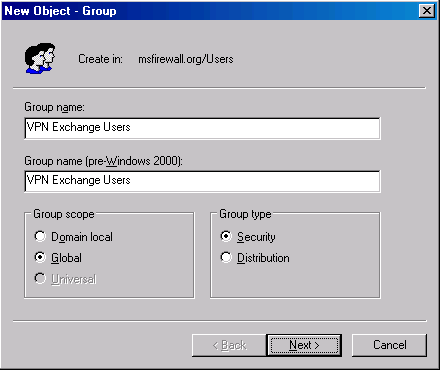 New Object - Group
Create in: msfirewall.org/Users
Group name:
VPN Exchange Users
Group name (pre-Windows 2000):
VPN Exchange Users
Group scope
Domain local
Global
Universal
Group type
Security
Distribution
< Back
Next >
Cancel